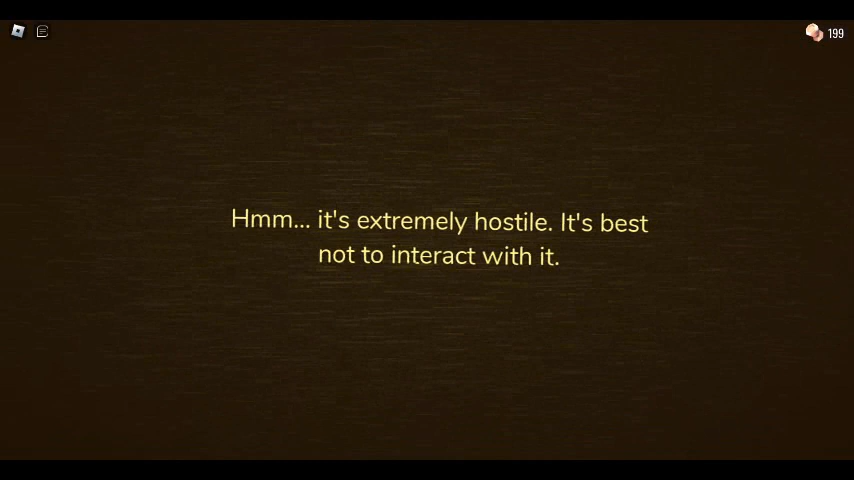 199
Hmm... it's extremely hostile. It's best
not to interact with it.